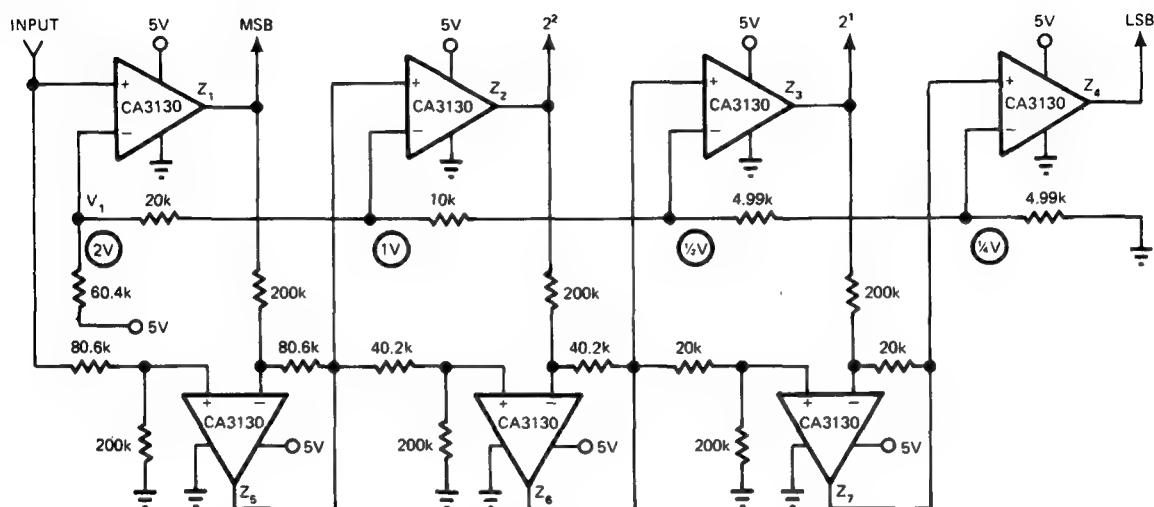 INPUT 5V MSB 5V 2² 5V 2¹ 5V LSB
+ CA3130 − Z₁
+ CA3130 − Z₂
+ CA3130 − Z₃
+ CA3130 − Z₄
V₁ 20k 10k 4.99k 4.99k
2V 1V ½V ¼V
60.4k 200k 200k 200k
5V
80.6k 80.6k 40.2k 40.2k 20k 20k
+ − + − + −
CA3130 CA3130 CA3130
200k 5V 200k 5V 200k 5V
Z₅ Z₆ Z₇